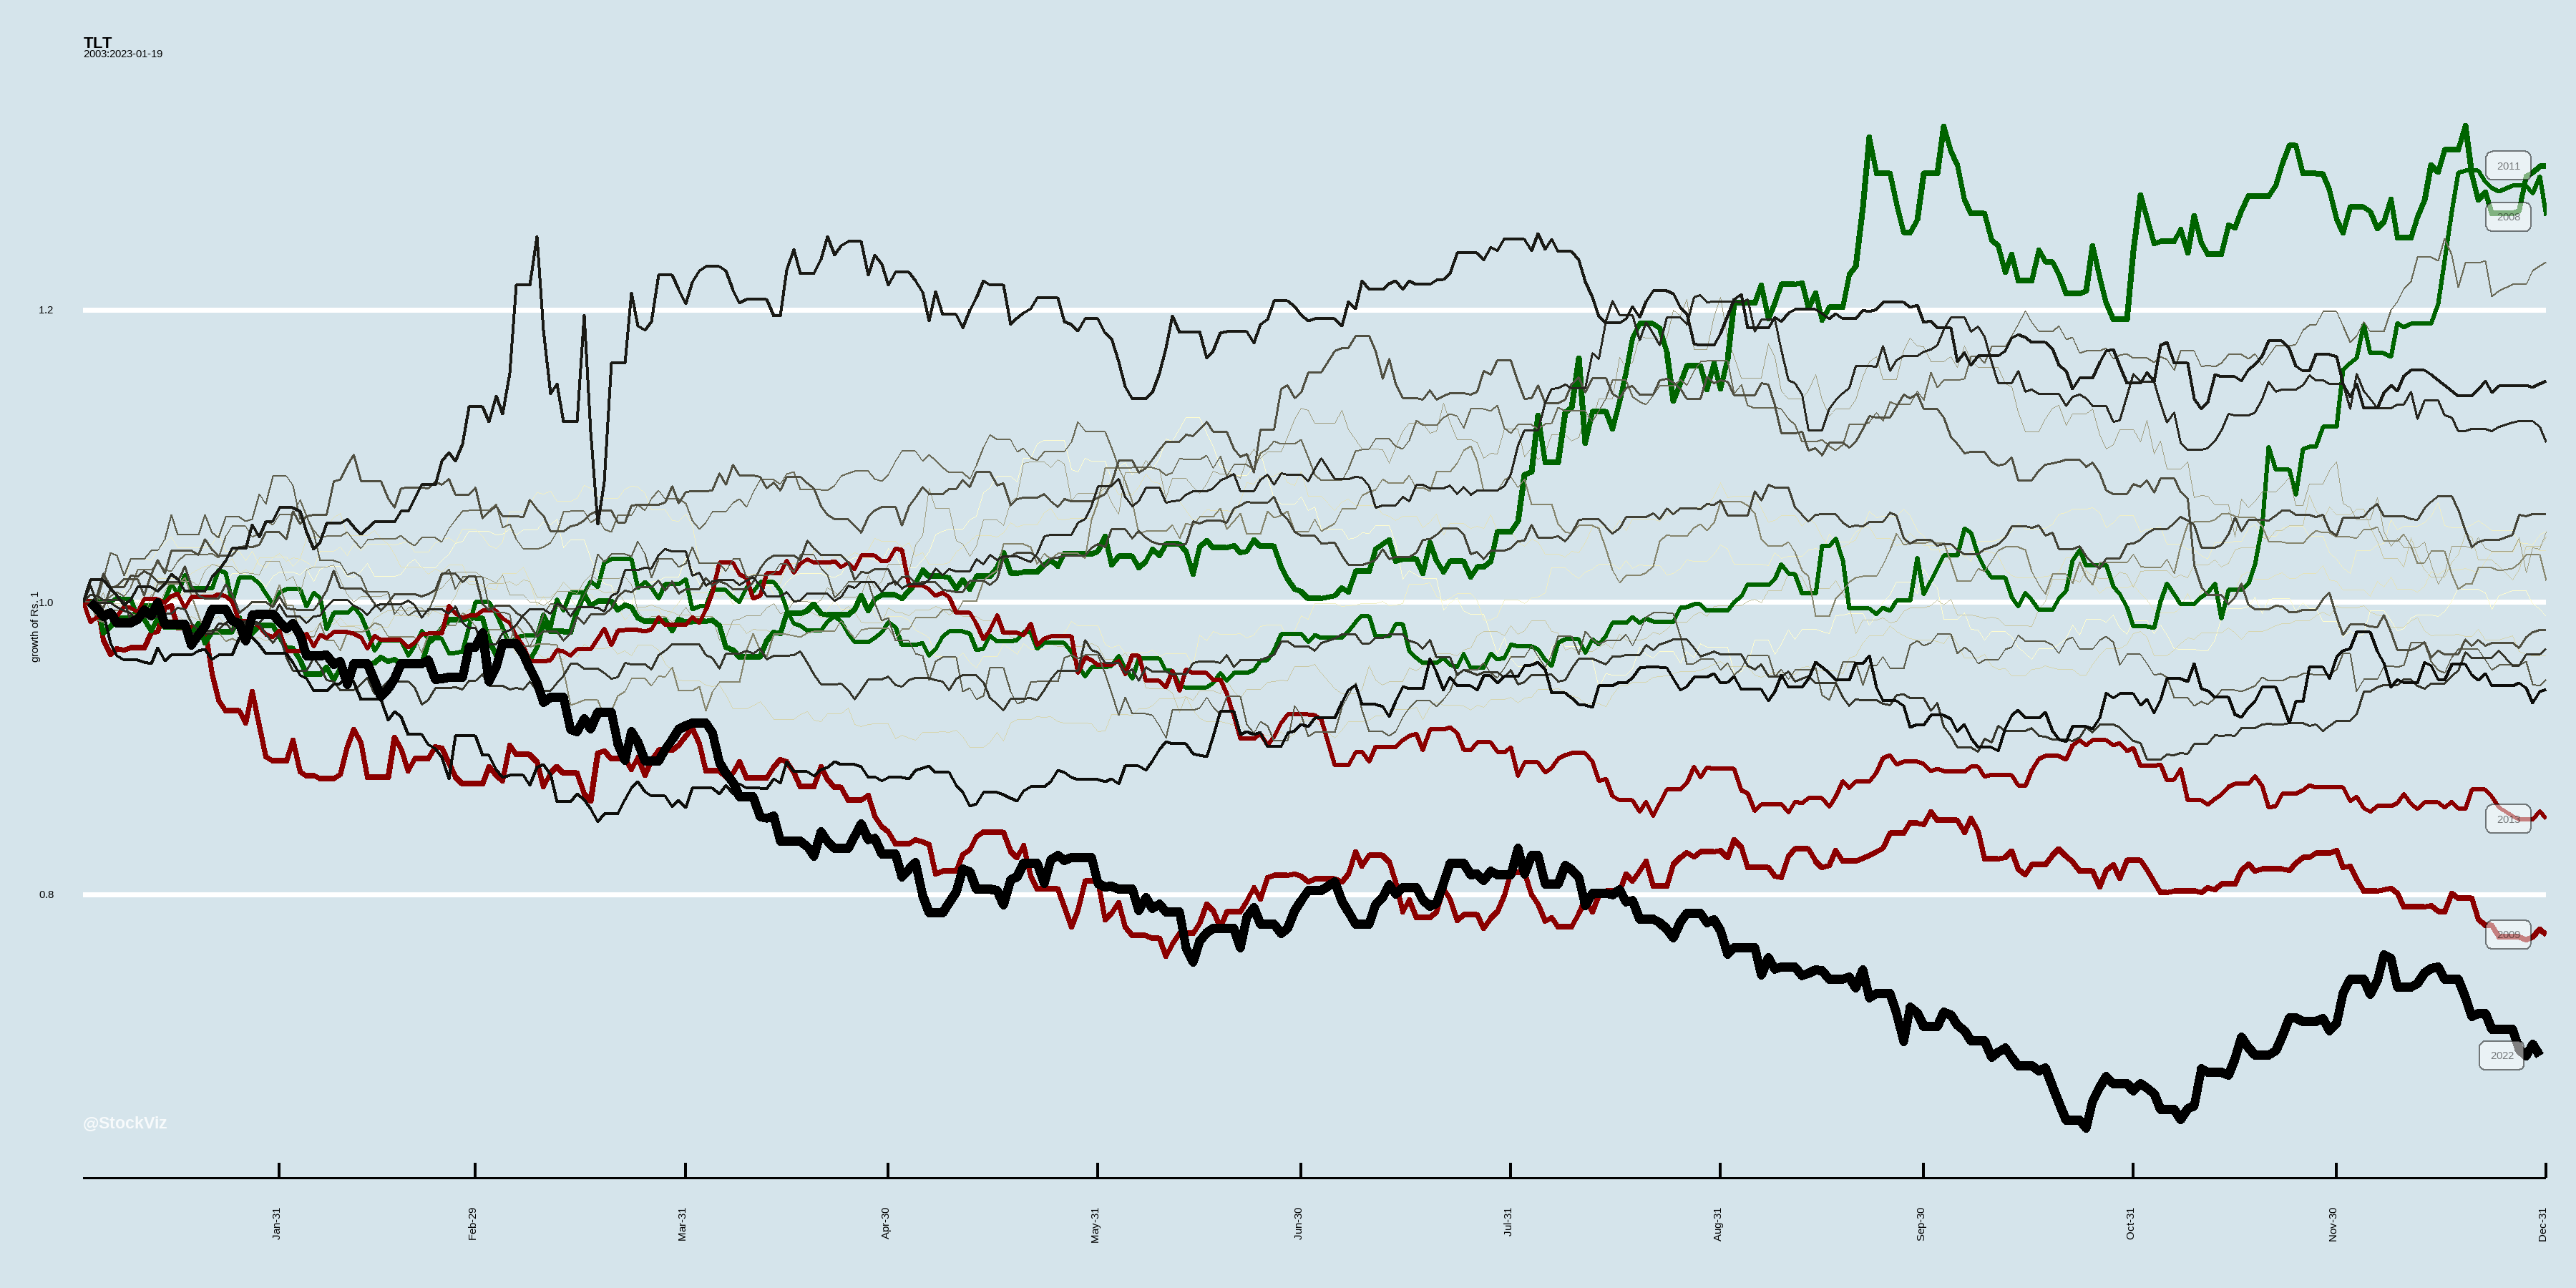 TLT
2003:2023-01-19
2011
2008
1.2
1.0
growth of Rs. 1
2013
0.8
2009
2022
@StockViz
Jan-31
Feb-29
Mar-31
Apr-30
May-31
Jun-30
Jul-31
Aug-31
Sep-30
Oct-31
Nov-30
Dec-31